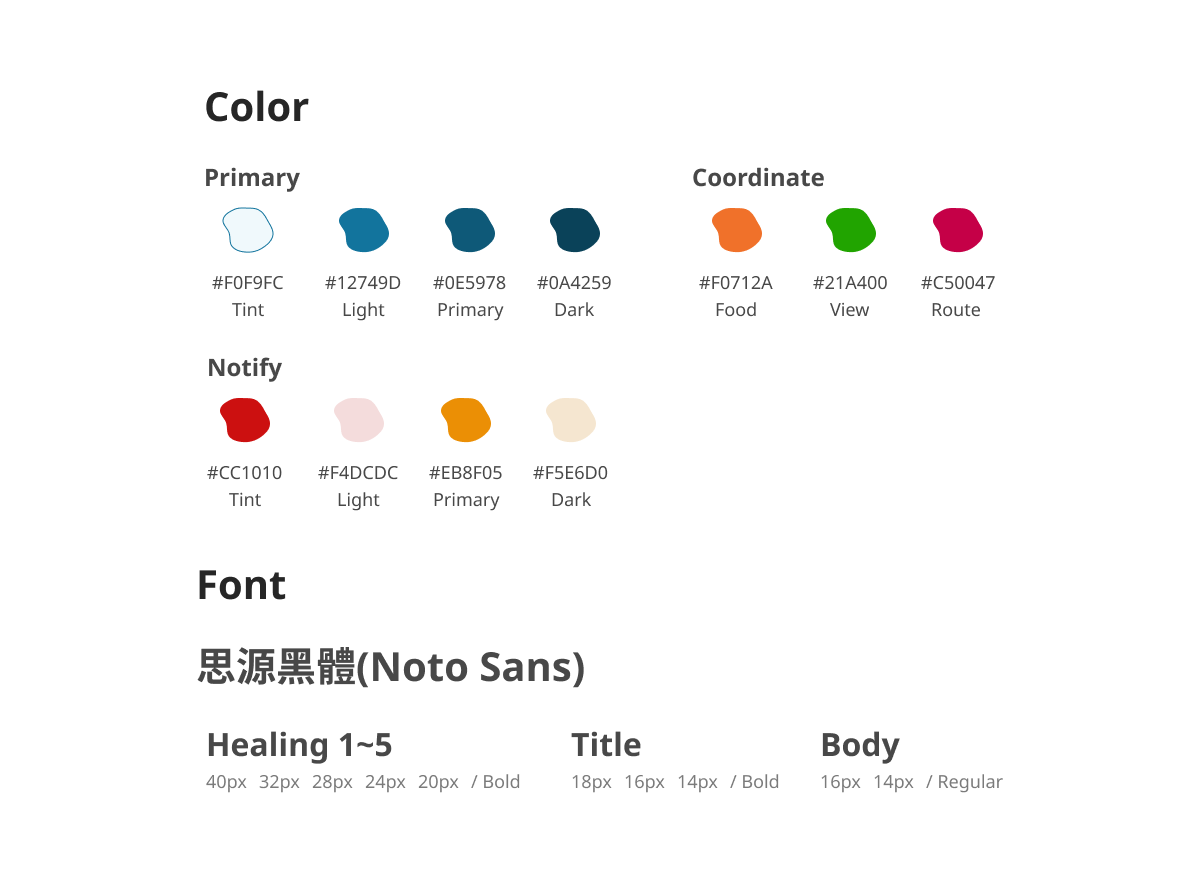 Color
Primary
Coordinate
#F0F9FC #12749D #0E5978 #0A4259
Tint Light Primary Dark
#F0712A #21A400 #C50047
Food View Route
Notify
#CC1010 #F4DCDC #EB8F05 #F5E6D0
Tint Light Primary Dark
Font
思源黑體(Noto Sans)
Healing 1~5
40px 32px 28px 24px 20px / Bold
Title
18px 16px 14px / Bold
Body
16px 14px / Regular